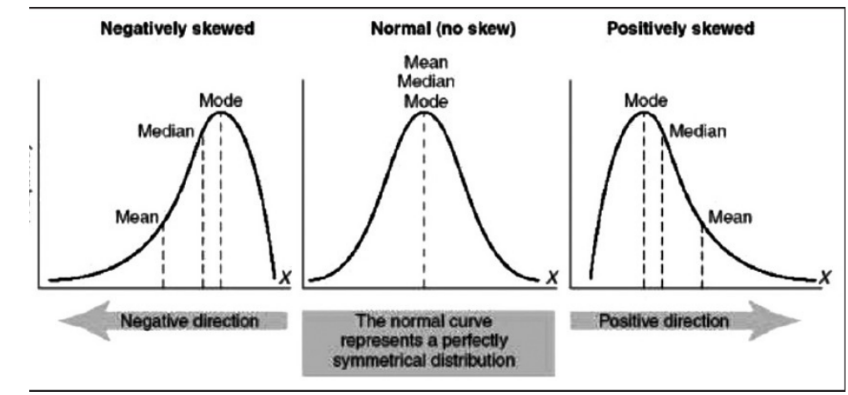 Negatively skewed
Normal (no skew)
Positively skewed
Mode
Median
Mean
X
Mean
Median
Mode
X
Mode
Median
Mean
X
Negative direction
The normal curve
represents a perfectly
symmetrical distribution
Positive direction